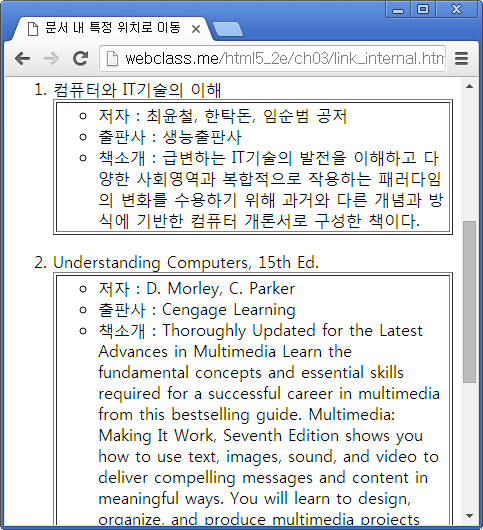 문서 내 특정 위치로 이동
webclass.me/html5_2e/ch03/link_internal.htm
1. 컴퓨터와 IT기술의 이해
저자 : 최윤철, 한탁돈, 임순범 공저
출판사 : 생능출판사
책소개 : 급변하는 IT기술의 발전을 이해하고 다
양한 사회영역과 복합적으로 작용하는 패러다임
의 변화를 수용하기 위해 과거와 다른 개념과 방
식에 기반한 컴퓨터 개론서로 구성한 책이다.
2. Understanding Computers, 15th Ed.
저자 : D. Morley, C. Parker
출판사 : Cengage Learning
책소개 : Thoroughly Updated for the Latest
Advances in Multimedia Learn the
fundamental concepts and essential skills
required for a successful career in multimedia
from this bestselling guide. Multimedia:
Making It Work, Seventh Edition shows you
how to use text, images, sound, and video to
deliver compelling messages and content in
meaningful ways. You will learn to design,
organize, and produce multimedia projects